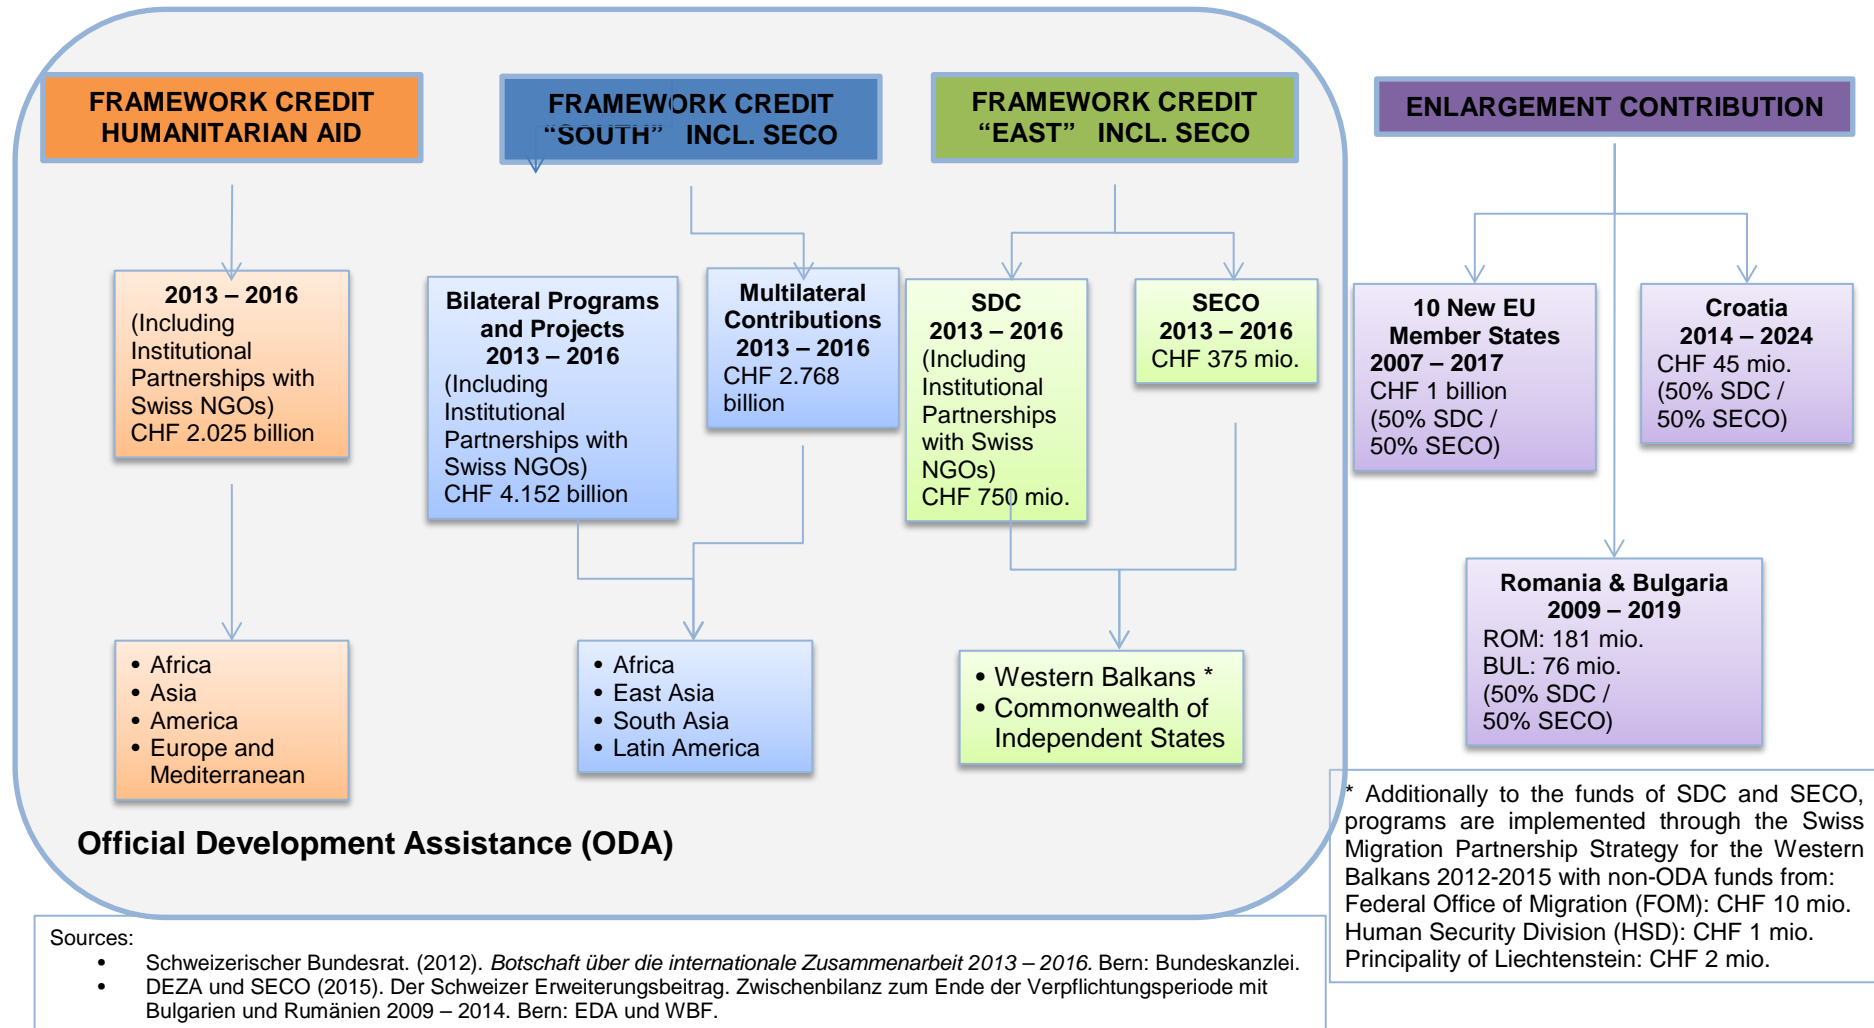 FRAMEWORK CREDIT
HUMANITARIAN AID
FRAMEWORK CREDIT
“SOUTH” INCL. SECO
FRAMEWORK CREDIT
“EAST” INCL. SECO
ENLARGEMENT CONTRIBUTION
2013 – 2016
(Including
Institutional
Partnerships with
Swiss NGOs)
CHF 2.025 billion
Bilateral Programs
and Projects
2013 – 2016
(Including
Institutional
Partnerships with
Swiss NGOs)
CHF 4.152 billion
Multilateral
Contributions
2013 – 2016
CHF 2.768
billion
SDC
2013 – 2016
(Including
Institutional
Partnerships
with Swiss
NGOs)
CHF 750 mio.
SECO
2013 – 2016
CHF 375 mio.
10 New EU
Member States
2007 – 2017
CHF 1 billion
(50% SDC /
50% SECO)
Croatia
2014 – 2024
CHF 45 mio.
(50% SDC /
50% SECO)
Romania & Bulgaria
2009 – 2019
ROM: 181 mio.
BUL: 76 mio.
(50% SDC /
50% SECO)
• Africa
• Asia
• America
• Europe and
Mediterranean
• Africa
• East Asia
• South Asia
• Latin America
• Western Balkans *
• Commonwealth of
Independent States
Official Development Assistance (ODA)
* Additionally to the funds of SDC and SECO,
programs are implemented through the Swiss
Migration Partnership Strategy for the Western
Balkans 2012-2015 with non-ODA funds from:
Federal Office of Migration (FOM): CHF 10 mio.
Human Security Division (HSD): CHF 1 mio.
Principality of Liechtenstein: CHF 2 mio.
Sources:
• Schweizerischer Bundesrat. (2012). Botschaft über die internationale Zusammenarbeit 2013 – 2016. Bern: Bundeskanzlei.
• DEZA und SECO (2015). Der Schweizer Erweiterungsbeitrag. Zwischenbilanz zum Ende der Verpflichtungsperiode mit
Bulgarien und Rumänien 2009 – 2014. Bern: EDA und WBF.